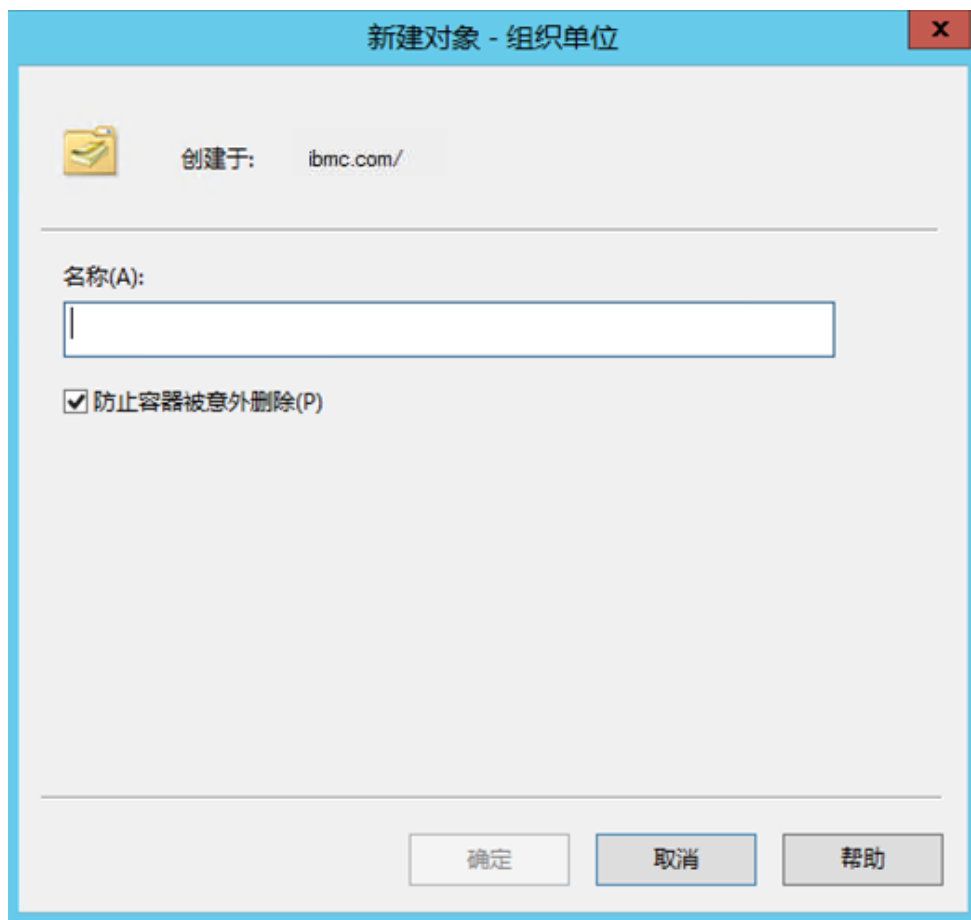 新建对象 - 组织单位
x
创建于: ibmc.com/
名称(A):
防止容器被意外删除(P)
确定 取消 帮助